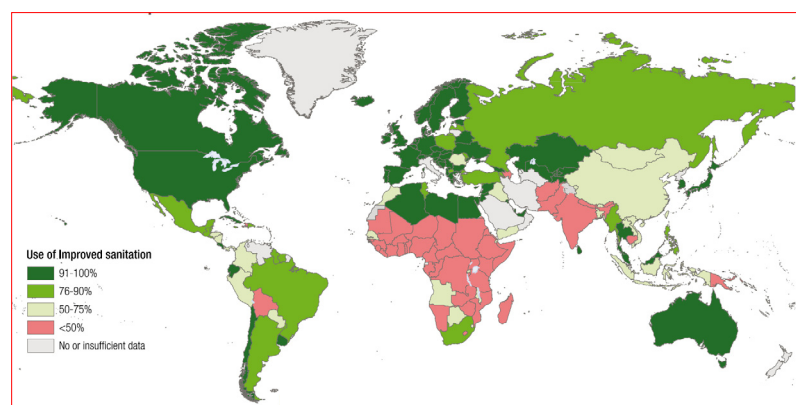 Use of Improved sanitation
91-100%
76-90%
50-75%
<50%
No or insufficient data